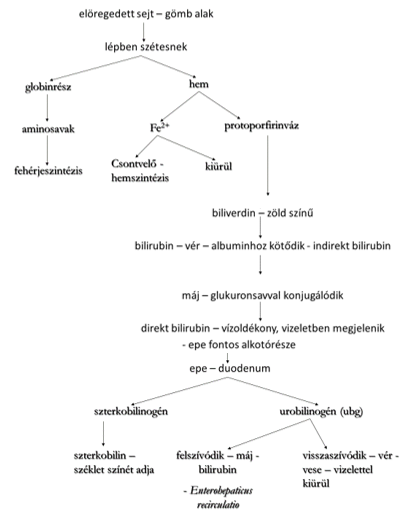 elöregedett sejt – gömb alak
lépben szétesnek
globinrész
hem
aminosavak
Fe2+
protoporfirinváz
fehérjeszintézis
Csontvelő -
hemszintézis
kiürül
biliverdin – zöld színű
bilirubin – vér – albuminhoz kötődik - indirekt bilirubin
máj – glukuronsavval konjugálódik
direkt bilirubin – vízoldékony, vizeletben megjelenik
- epe fontos alkotórésze
epe – duodenum
szterkobilinogén
urobilinogén (ubg)
szterkobilin –
széklet színét adja
felszívódik – máj -
bilirubin
- Enterohepaticus
recirculatio
visszaszívódik – vér -
vese – vizelettel
kiürül